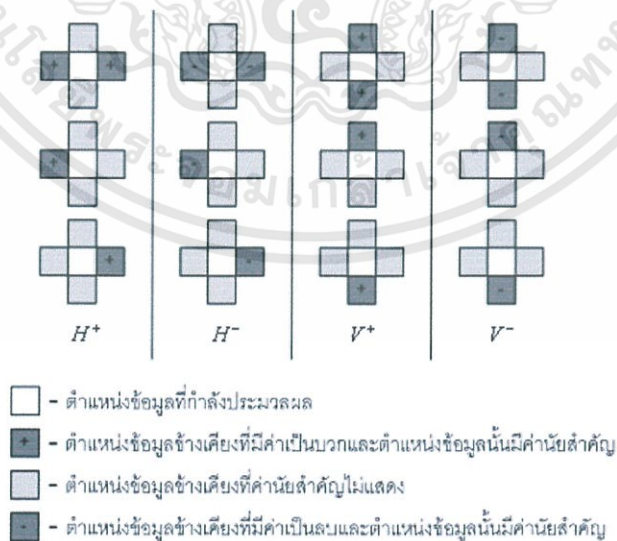 + + - - + -
+ -
+ - + -
+ - + -
H⁺ H⁻ V⁺ V⁻
- ตำแหน่งข้อมูลที่กำลังประมวลผล
+ - ตำแหน่งข้อมูลข้างเคียงที่มีค่าเป็นบวกและตำแหน่งข้อมูลนั้นมีค่านัยสำคัญ
- ตำแหน่งข้อมูลข้างเคียงที่ค่านัยสำคัญไม่แสดง
- - ตำแหน่งข้อมูลข้างเคียงที่มีค่าเป็นลบและตำแหน่งข้อมูลนั้นมีค่านัยสำคัญ